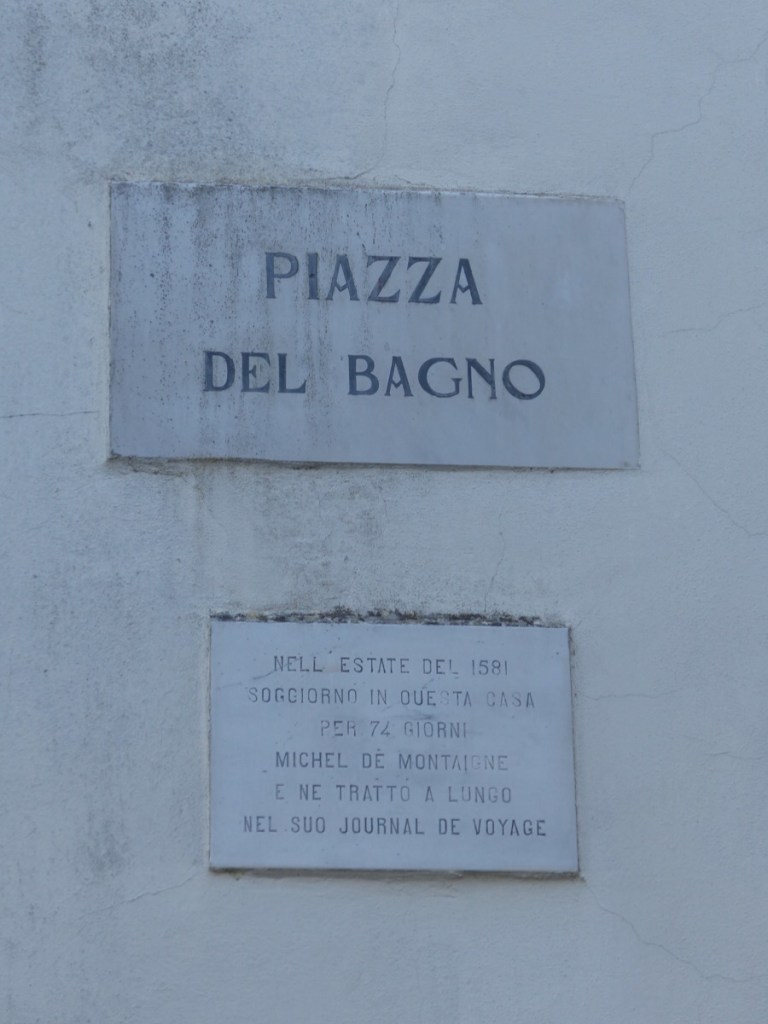 PIAZZA
DEL BAGNO
NELL ESTATE DEL 1581
SOGGIORNO IN QUESTA CASA
PER 74 GIORNI
MICHEL DE MONTAIGNE
E NE TRATTO A LUNGO
NEL SUO JOURNAL DE VOYAGE